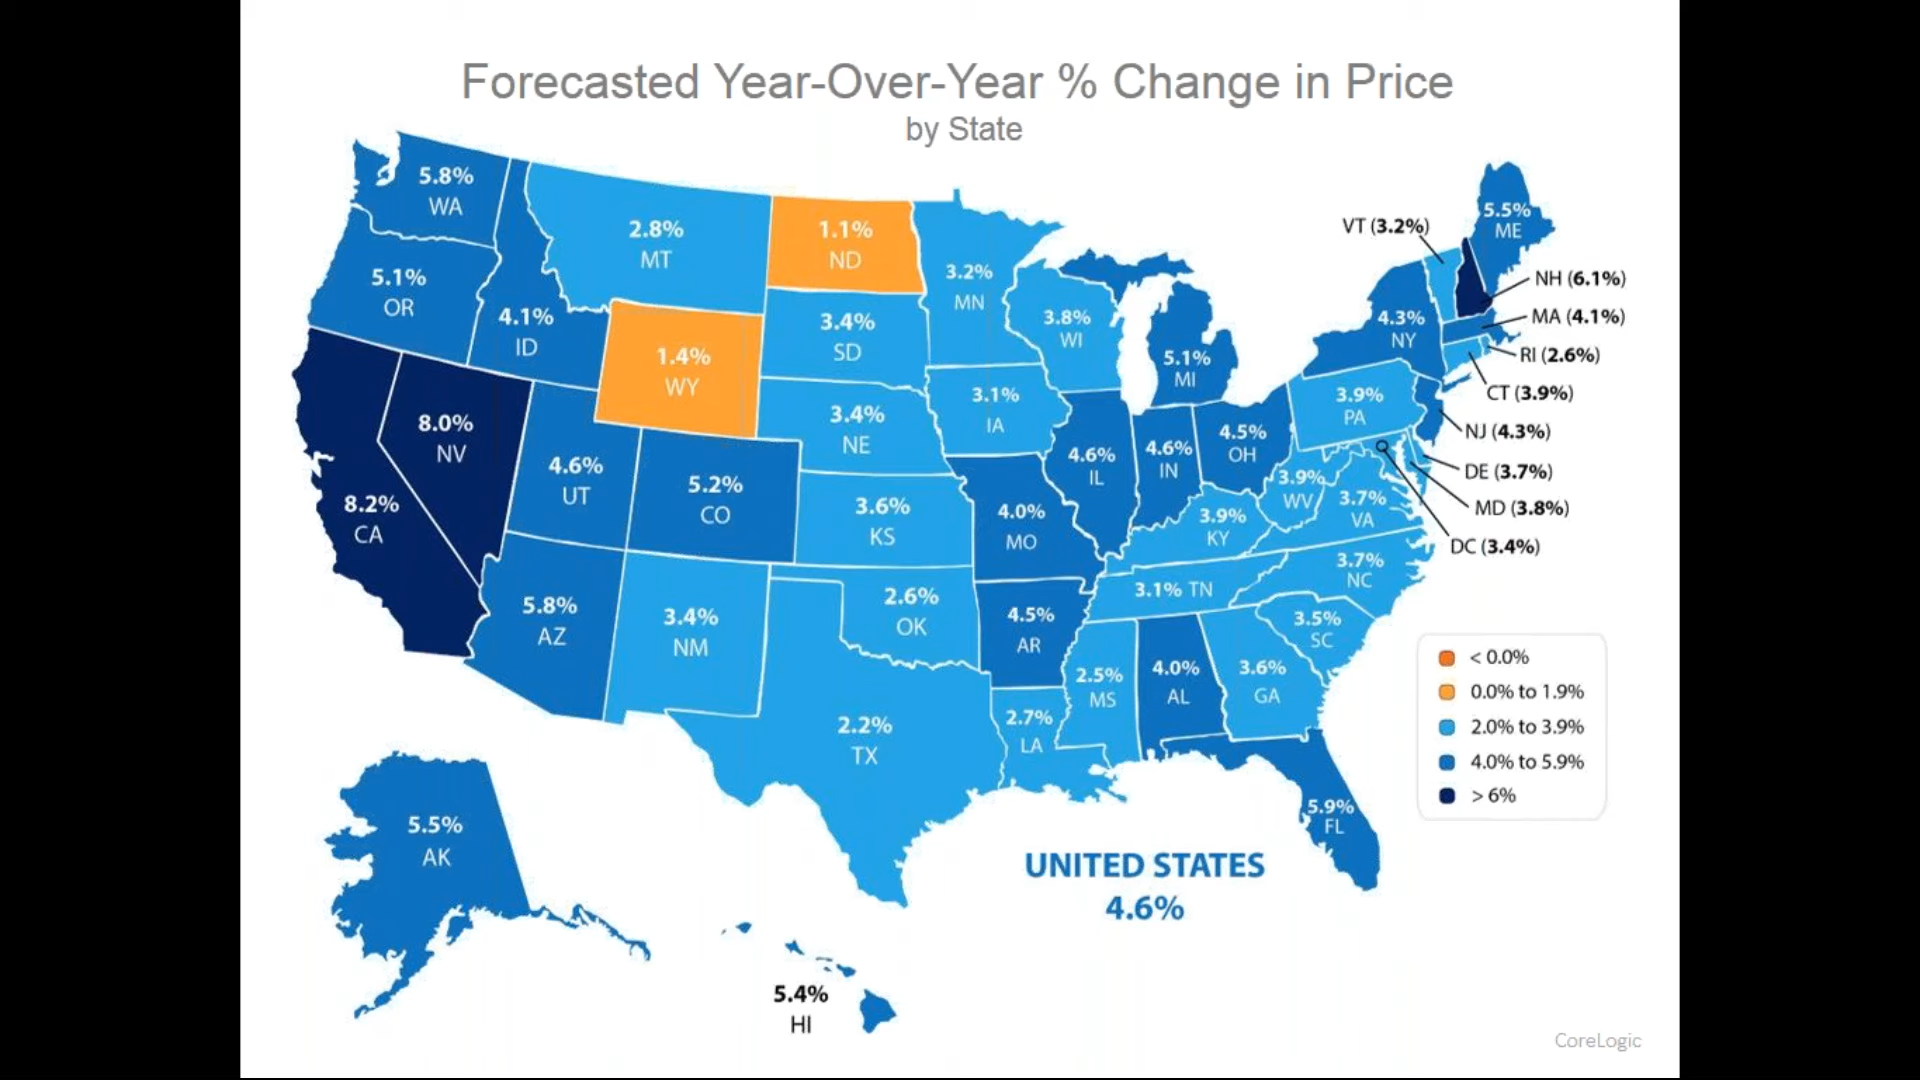 Forecasted Year-Over-Year % Change in Price
by State
5.8%
WA
5.1%
OR
4.1%
ID
2.8%
MT
1.1%
ND
1.4%
WY
3.4%
SD
3.2%
MN
3.8%
WI
5.1%
MI
VT (3.2%)
5.5%
ME
NH (6.1%)
MA (4.1%)
RI (2.6%)
CT (3.9%)
NJ (4.3%)
DE (3.7%)
MD (3.8%)
DC (3.4%)
4.3%
NY
3.9%
PA
8.2%
CA
8.0%
NV
4.6%
UT
5.2%
CO
3.4%
NE
3.1%
IA
4.6%
IL
4.6%
IN
4.5%
OH
3.9%
WV
3.7%
VA
3.6%
KS
4.0%
MO
3.9%
KY
3.7%
NC
3.1% TN
5.8%
AZ
3.4%
NM
2.6%
OK
4.5%
AR
3.5%
SC
2.2%
TX
2.7%
LA
2.5%
MS
4.0%
AL
3.6%
GA
5.9%
FL
5.5%
AK
5.4%
HI
< 0.0%
0.0% to 1.9%
2.0% to 3.9%
4.0% to 5.9%
> 6%
UNITED STATES
4.6%
CoreLogic